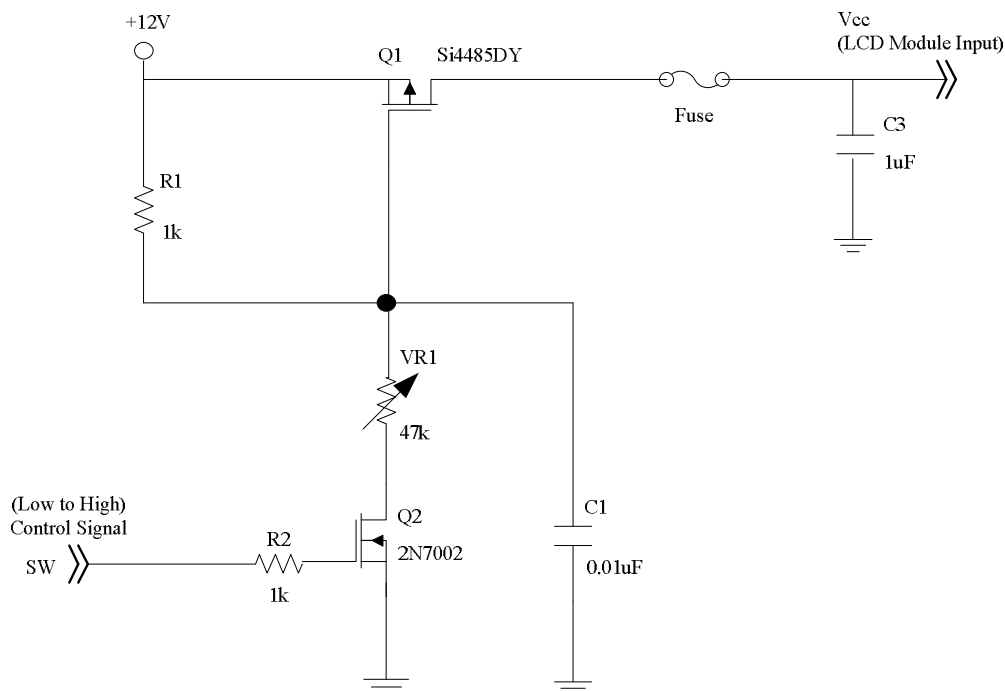 +12V
Q1
Si4485DY
Vcc
(LCD Module Input)
Fuse
C3
1uF
R1
1k
VR1
47k
(Low to High)
Control Signal
SW
R2
1k
Q2
2N7002
C1
0.01uF